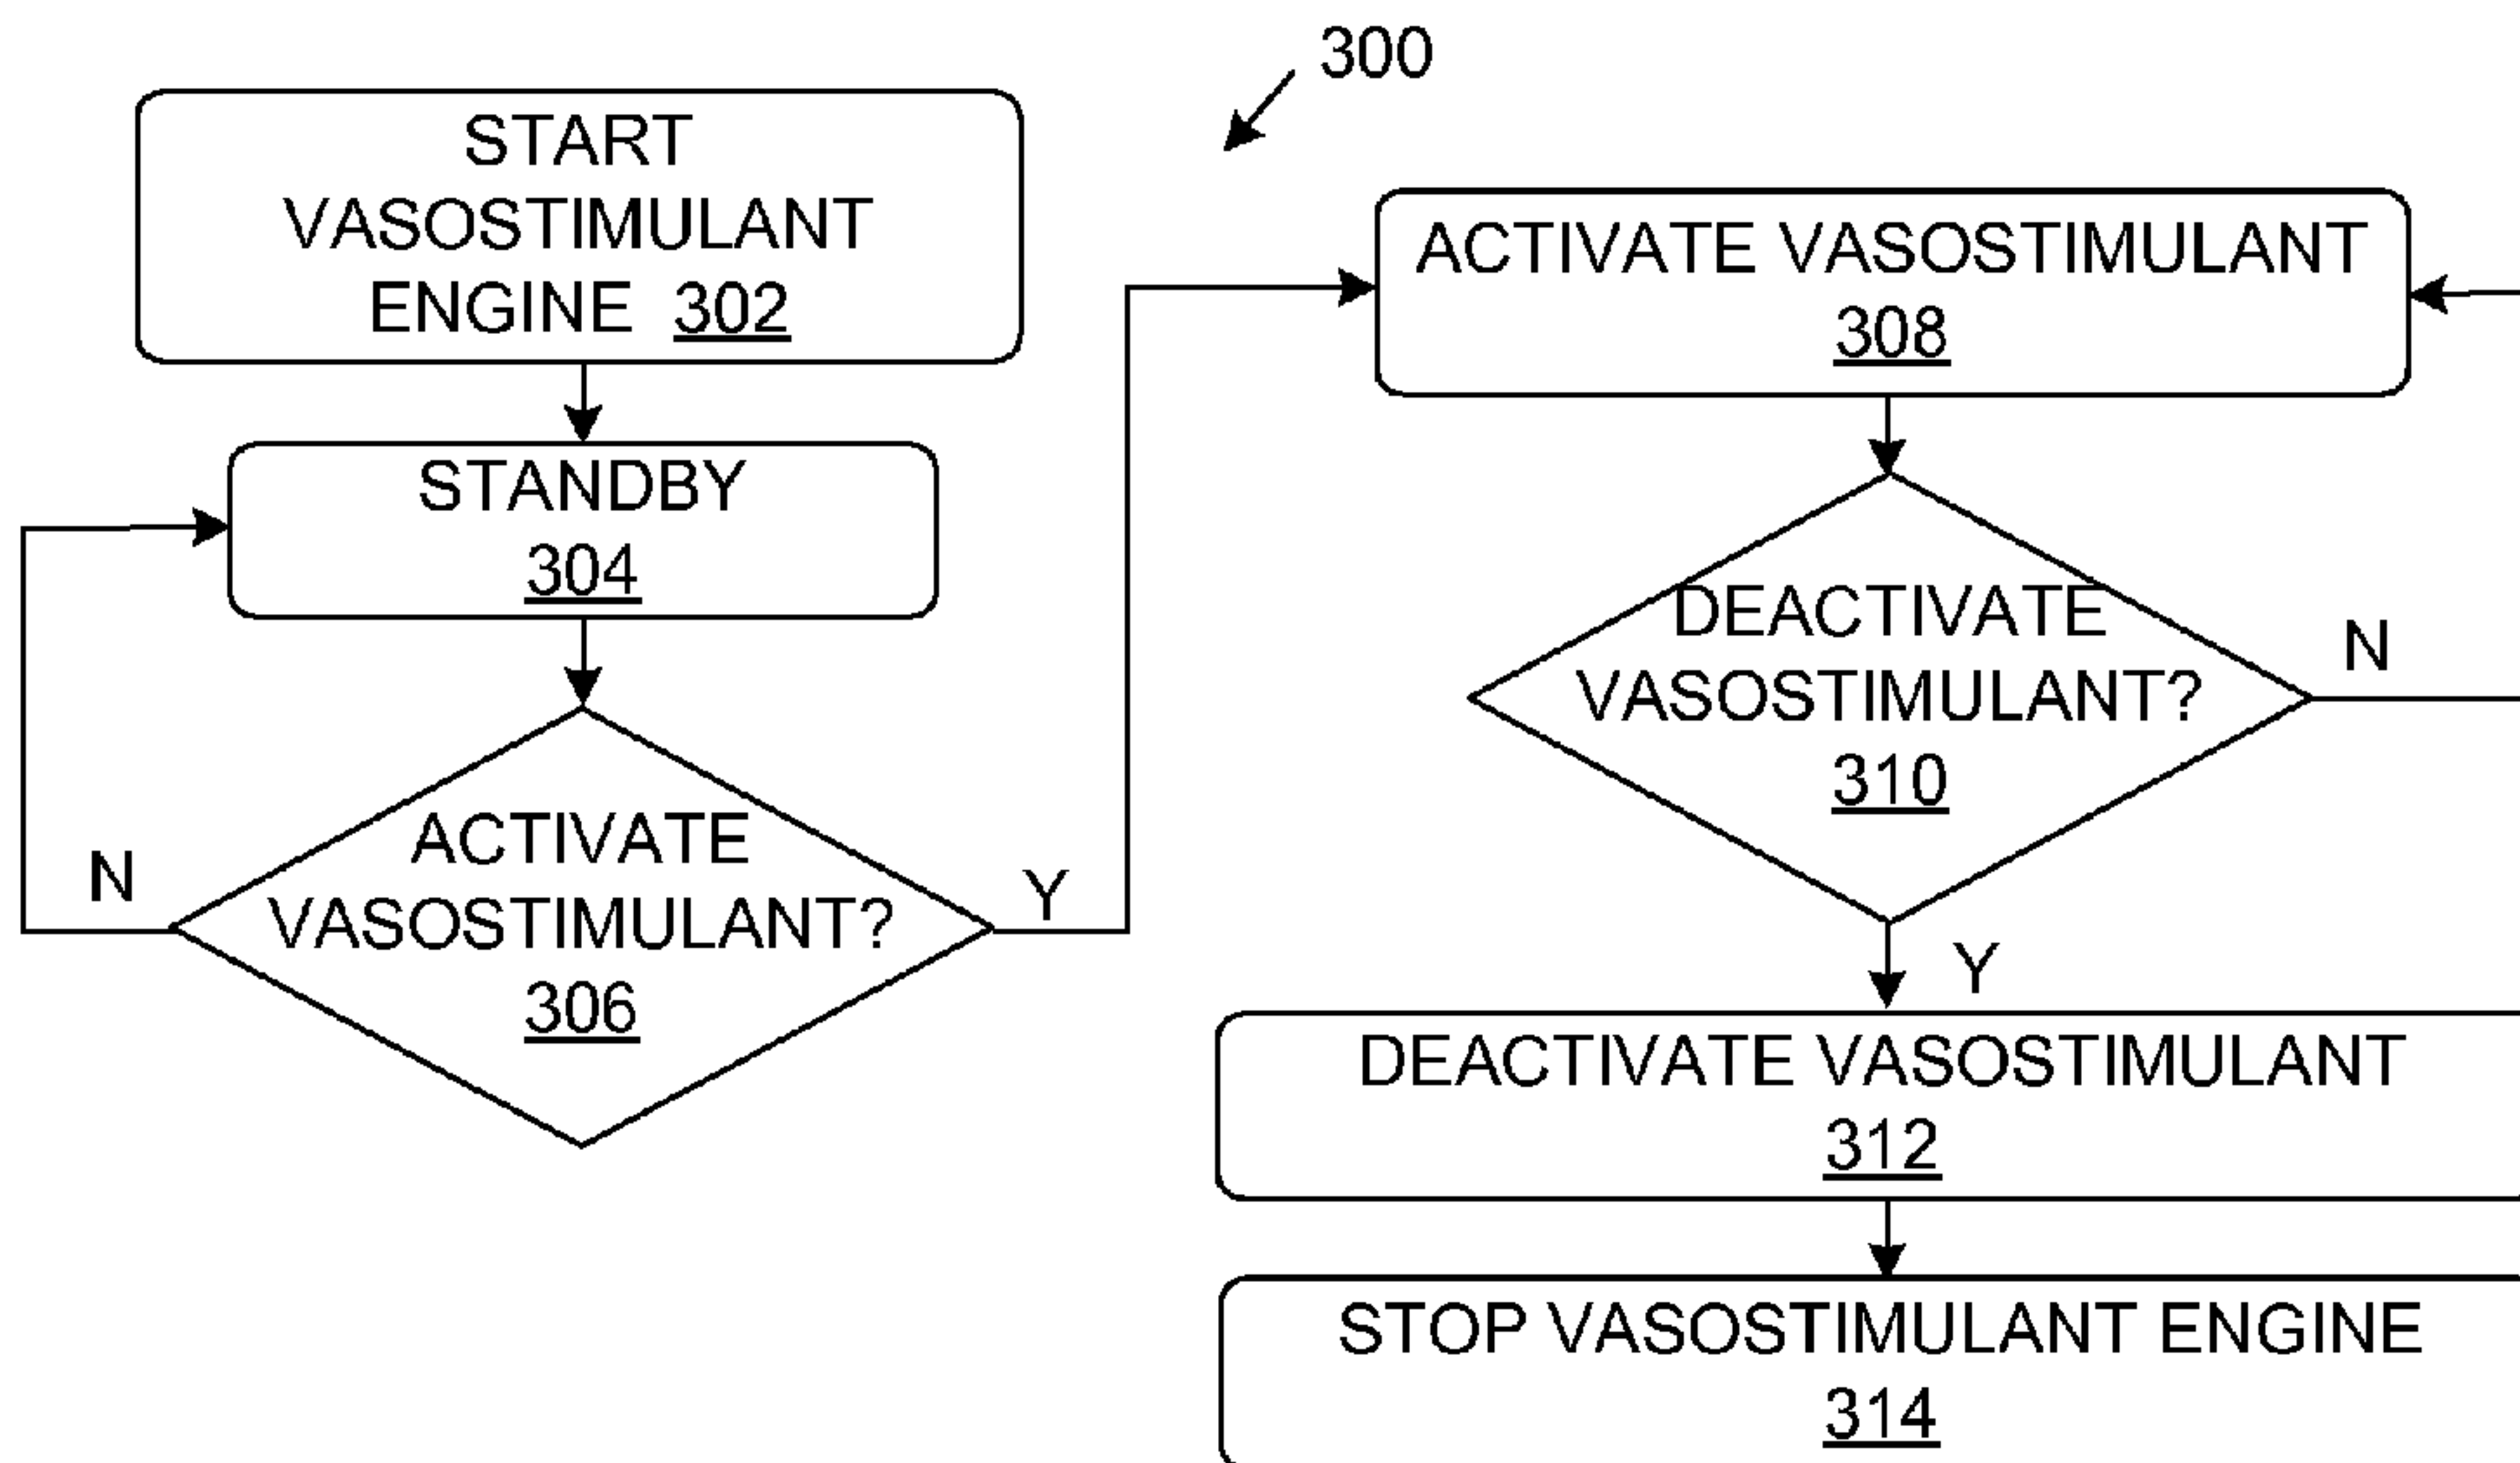 300
START
VASOSTIMULANT
ENGINE 302
STANDBY
304
ACTIVATE
VASOSTIMULANT?
306
N
Y
ACTIVATE VASOSTIMULANT
308
DEACTIVATE
VASOSTIMULANT?
310
N
Y
DEACTIVATE VASOSTIMULANT
312
STOP VASOSTIMULANT ENGINE
314